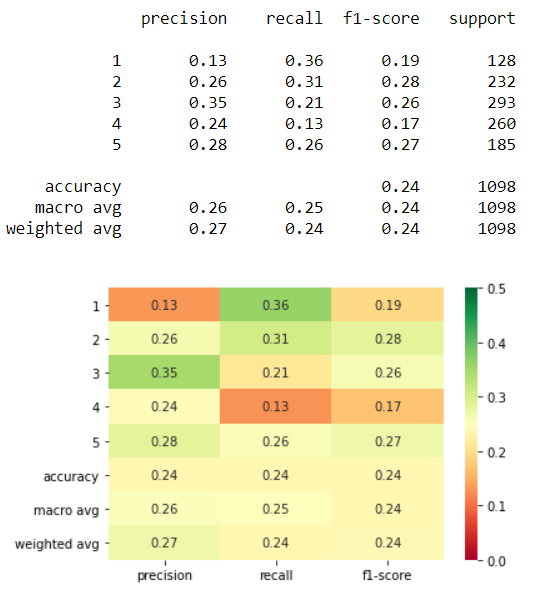 precision recall f1-score support
1 0.13 0.36 0.19 128
2 0.26 0.31 0.28 232
3 0.35 0.21 0.26 293
4 0.24 0.13 0.17 260
5 0.28 0.26 0.27 185
accuracy 0.24 1098
macro avg 0.26 0.25 0.24 1098
weighted avg 0.27 0.24 0.24 1098
1 0.13 0.36 0.19
2 0.26 0.31 0.28
3 0.35 0.21 0.26
4 0.24 0.13 0.17
5 0.28 0.26 0.27
accuracy 0.24 0.24 0.24
macro avg 0.26 0.25 0.24
weighted avg 0.27 0.24 0.24
precision recall f1-score
0.5
0.4
0.3
0.2
0.1
0.0